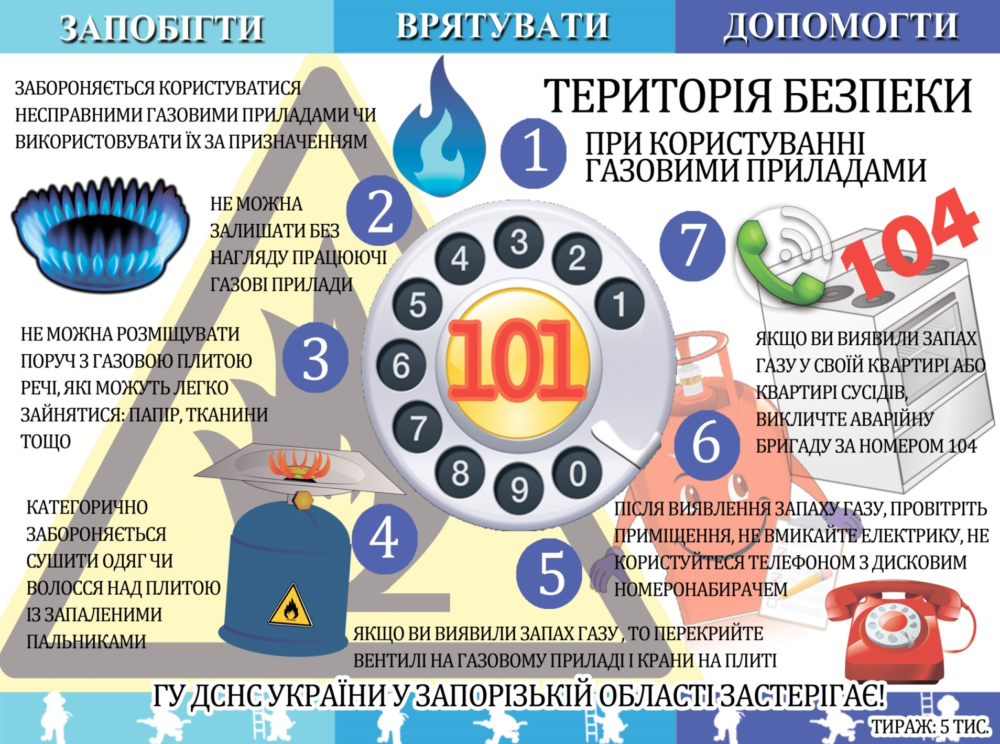 ЗАПОБІГТИ
ВРЯТУВАТИ
ДОПОМОГТИ
ТЕРИТОРІЯ БЕЗПЕКИ
ПРИ КОРИСТУВАННІ
ГАЗОВИМИ ПРИЛАДАМИ
1
ЗАБОРОНЯЄТЬСЯ КОРИСТУВАТИСЯ
НЕСПРАВНИМИ ГАЗОВИМИ ПРИЛАДАМИ ЧИ
ВИКОРИСТОВУВАТИ ЇХ ЗА ПРИЗНАЧЕННЯМ
2
НЕ МОЖНА
ЗАЛИШАТИ БЕЗ
НАГЛЯДУ ПРАЦЮЮЧІ
ГАЗОВІ ПРИЛАДИ
3
НЕ МОЖНА РОЗМІЩУВАТИ
ПОРУЧ З ГАЗОВОЮ ПЛИТОЮ
РЕЧІ, ЯКІ МОЖУТЬ ЛЕГКО
ЗАЙНЯТИСЯ: ПАПІР, ТКАНИНИ
ТОЩО
4
КАТЕГОРИЧНО
ЗАБОРОНЯЄТЬСЯ
СУШИТИ ОДЯГ ЧИ
ВОЛОССЯ НАД ПЛИТОЮ
ІЗ ЗАПАЛЕНИМИ
ПАЛЬНИКАМИ
5
ЯКЩО ВИ ВИЯВИЛИ ЗАПАХ ГАЗУ , ТО ПЕРЕКРИЙТЕ
ВЕНТИЛІ НА ГАЗОВОМУ ПРИЛАДІ І КРАНИ НА ПЛИТІ
6
ПІСЛЯ ВИЯВЛЕННЯ ЗАПАХУ ГАЗУ, ПРОВІТРІТЬ
ПРИМІЩЕННЯ, НЕ ВМИКАЙТЕ ЕЛЕКТРИКУ, НЕ
КОРИСТУЙТЕСЯ ТЕЛЕФОНОМ З ДИСКОВИМ
НОМЕРОНАБИРАЧЕМ
7
104
ЯКЩО ВИ ВИЯВИЛИ ЗАПАХ
ГАЗУ У СВОЇЙ КВАРТИРІ АБО
КВАРТИРІ СУСІДІВ,
ВИКЛИЧТЕ АВАРІЙНУ
БРИГАДУ ЗА НОМЕРОМ 104
1
2
3
4
5
6
7
8
9
0
101
ГУ ДСНС УКРАЇНИ У ЗАПОРІЗЬКІЙ ОБЛАСТІ ЗАСТЕРІГАЄ!
ТИРАЖ: 5 ТИС.